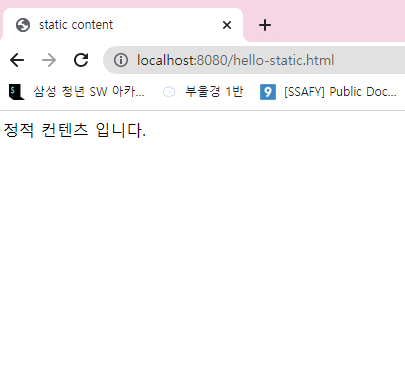 static content
localhost:8080/hello-static.html
삼성 청년 SW 아카... 부울경 1반 [SSAFY] Public Doc...
정적 컨텐츠 입니다.